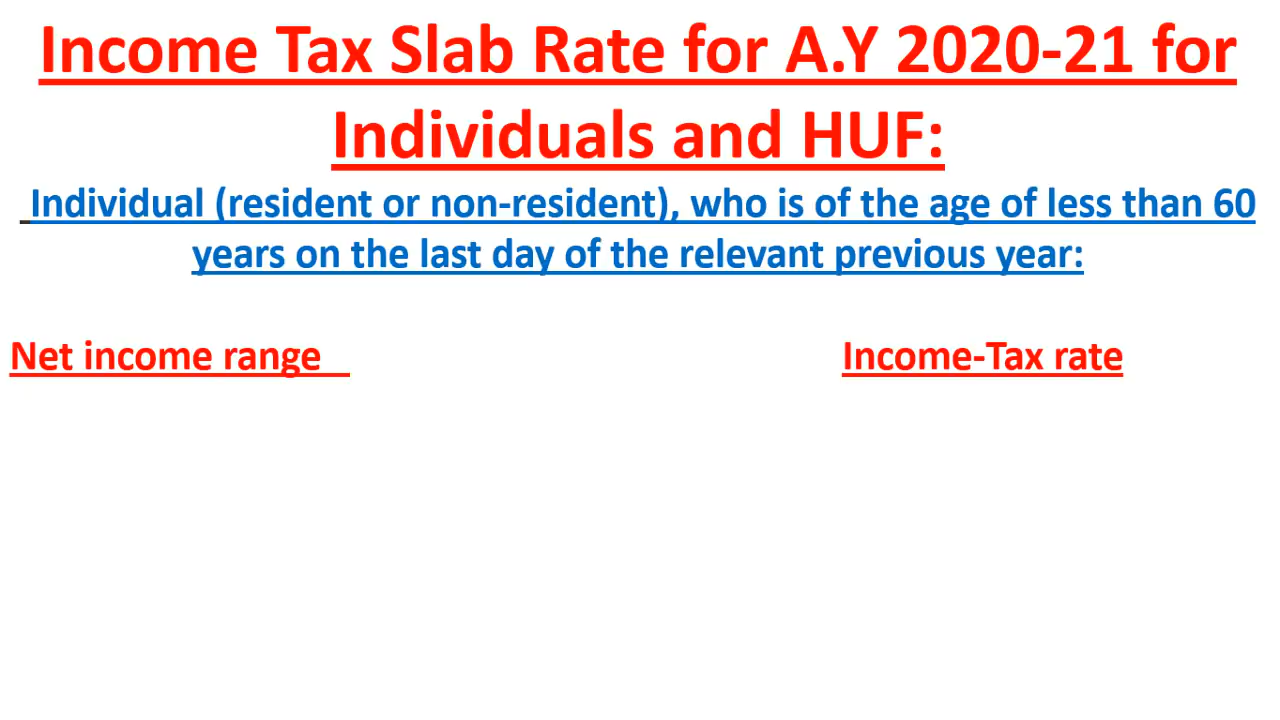 Income Tax Slab Rate for A.Y 2020-21 for
Individuals and HUF:
Individual (resident or non-resident), who is of the age of less than 60
years on the last day of the relevant previous year:
Net income range Income-Tax rate